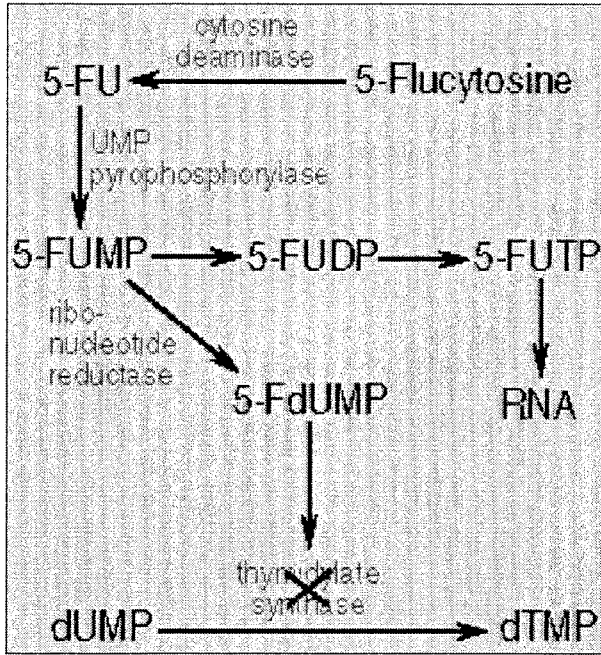 cytosine
deaminase
5-FU
5-Flucytosine
UMP
pyrophosphorylase
5-FUMP
5-FUDP
5-FUTP
ribo-
nucleotide
reductase
5-FdUMP
RNA
thymidylate
synthase
dUMP
dTMP